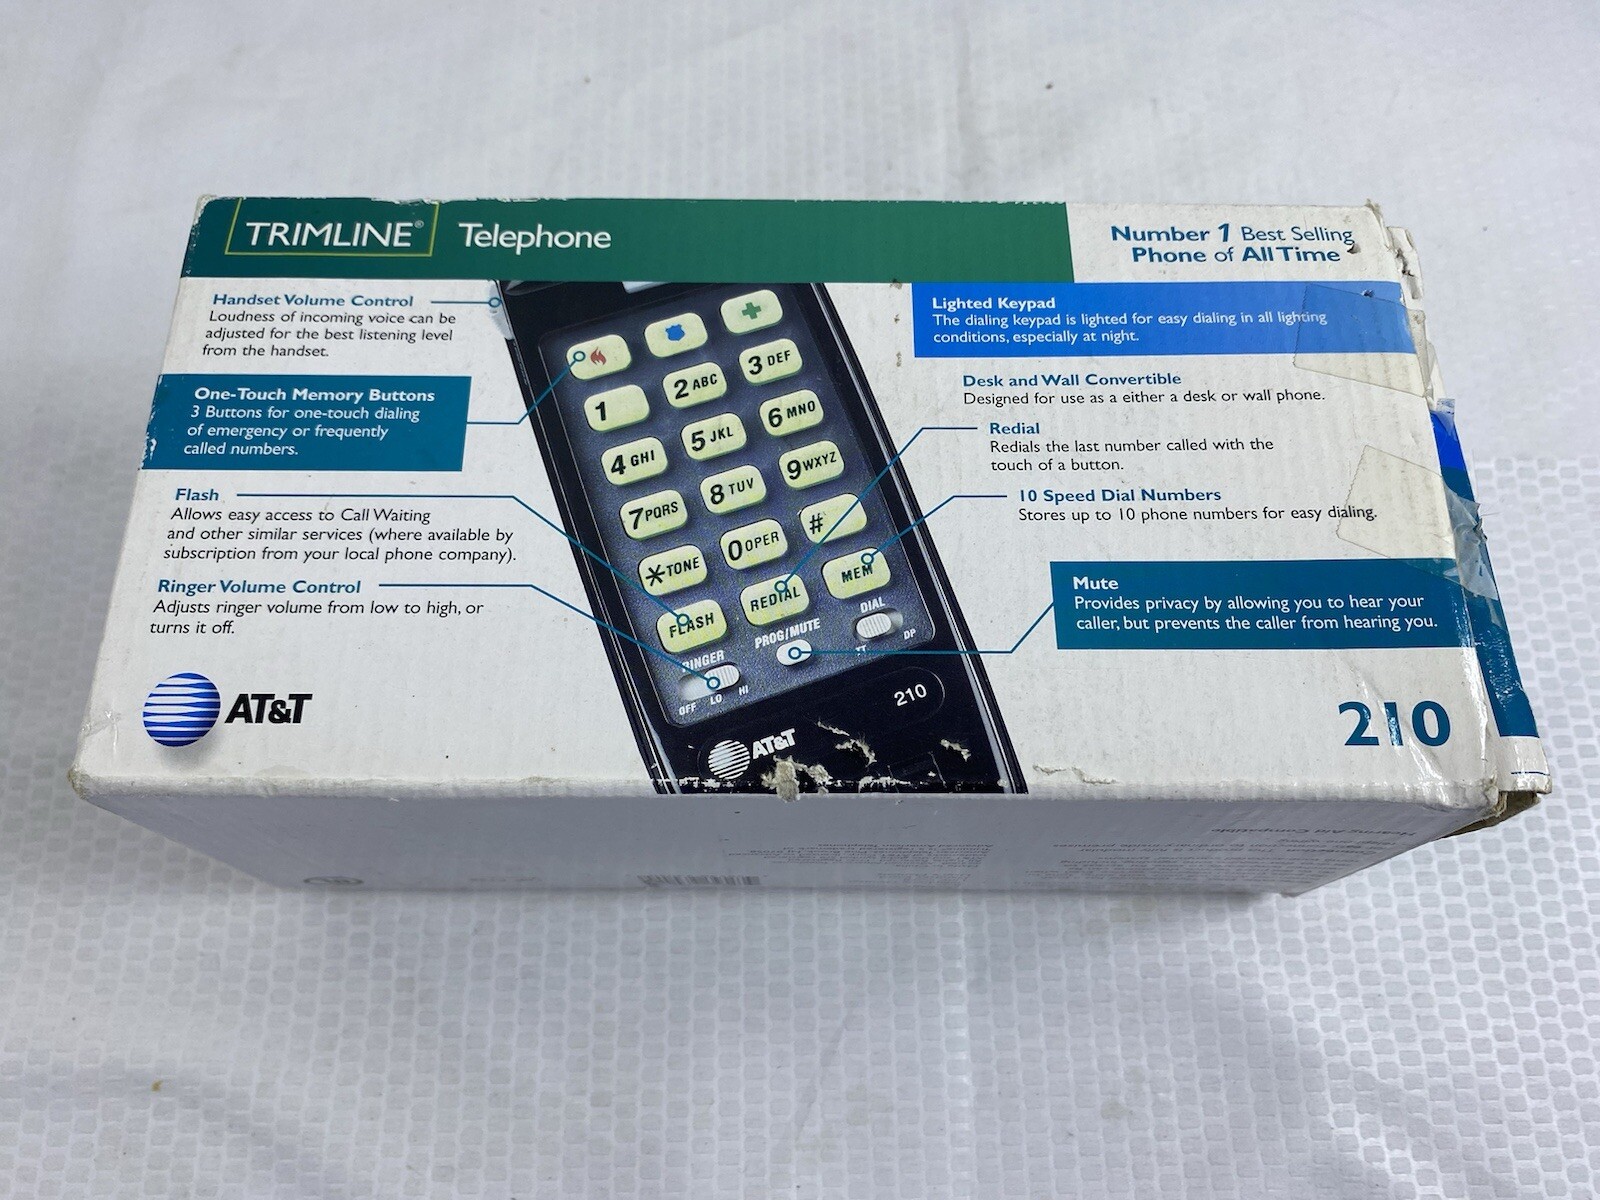 TRIMLINE® Telephone
Number 1 Best Selling
Phone of All Time
Handset Volume Control
Loudness of incoming voice can be
adjusted for the best listening level
from the handset.
One-Touch Memory Buttons
3 Buttons for one-touch dialing
of emergency or frequently
called numbers.
Flash
Allows easy access to Call Waiting
and other similar services (where available by
subscription from your local phone company).
Ringer Volume Control
Adjusts ringer volume from low to high, or
turns it off.
AT&T
1
2 ABC
3 DEF
4 GHI
5 JKL
6 MNO
7 PQRS
8 TUV
9 WXYZ
* TONE
0 OPER
#
FLASH
REDIAL
MEM
RINGER
OFF LO HI
PROG/MUTE
DIAL
TT DP
210
AT&T
Lighted Keypad
The dialing keypad is lighted for easy dialing in all lighting
conditions, especially at night.
Desk and Wall Convertible
Designed for use as a either a desk or wall phone.
Redial
Redials the last number called with the
touch of a button.
10 Speed Dial Numbers
Stores up to 10 phone numbers for easy dialing.
Mute
Provides privacy by allowing you to hear your
caller, but prevents the caller from hearing you.
210
Hearing Aid Compatible